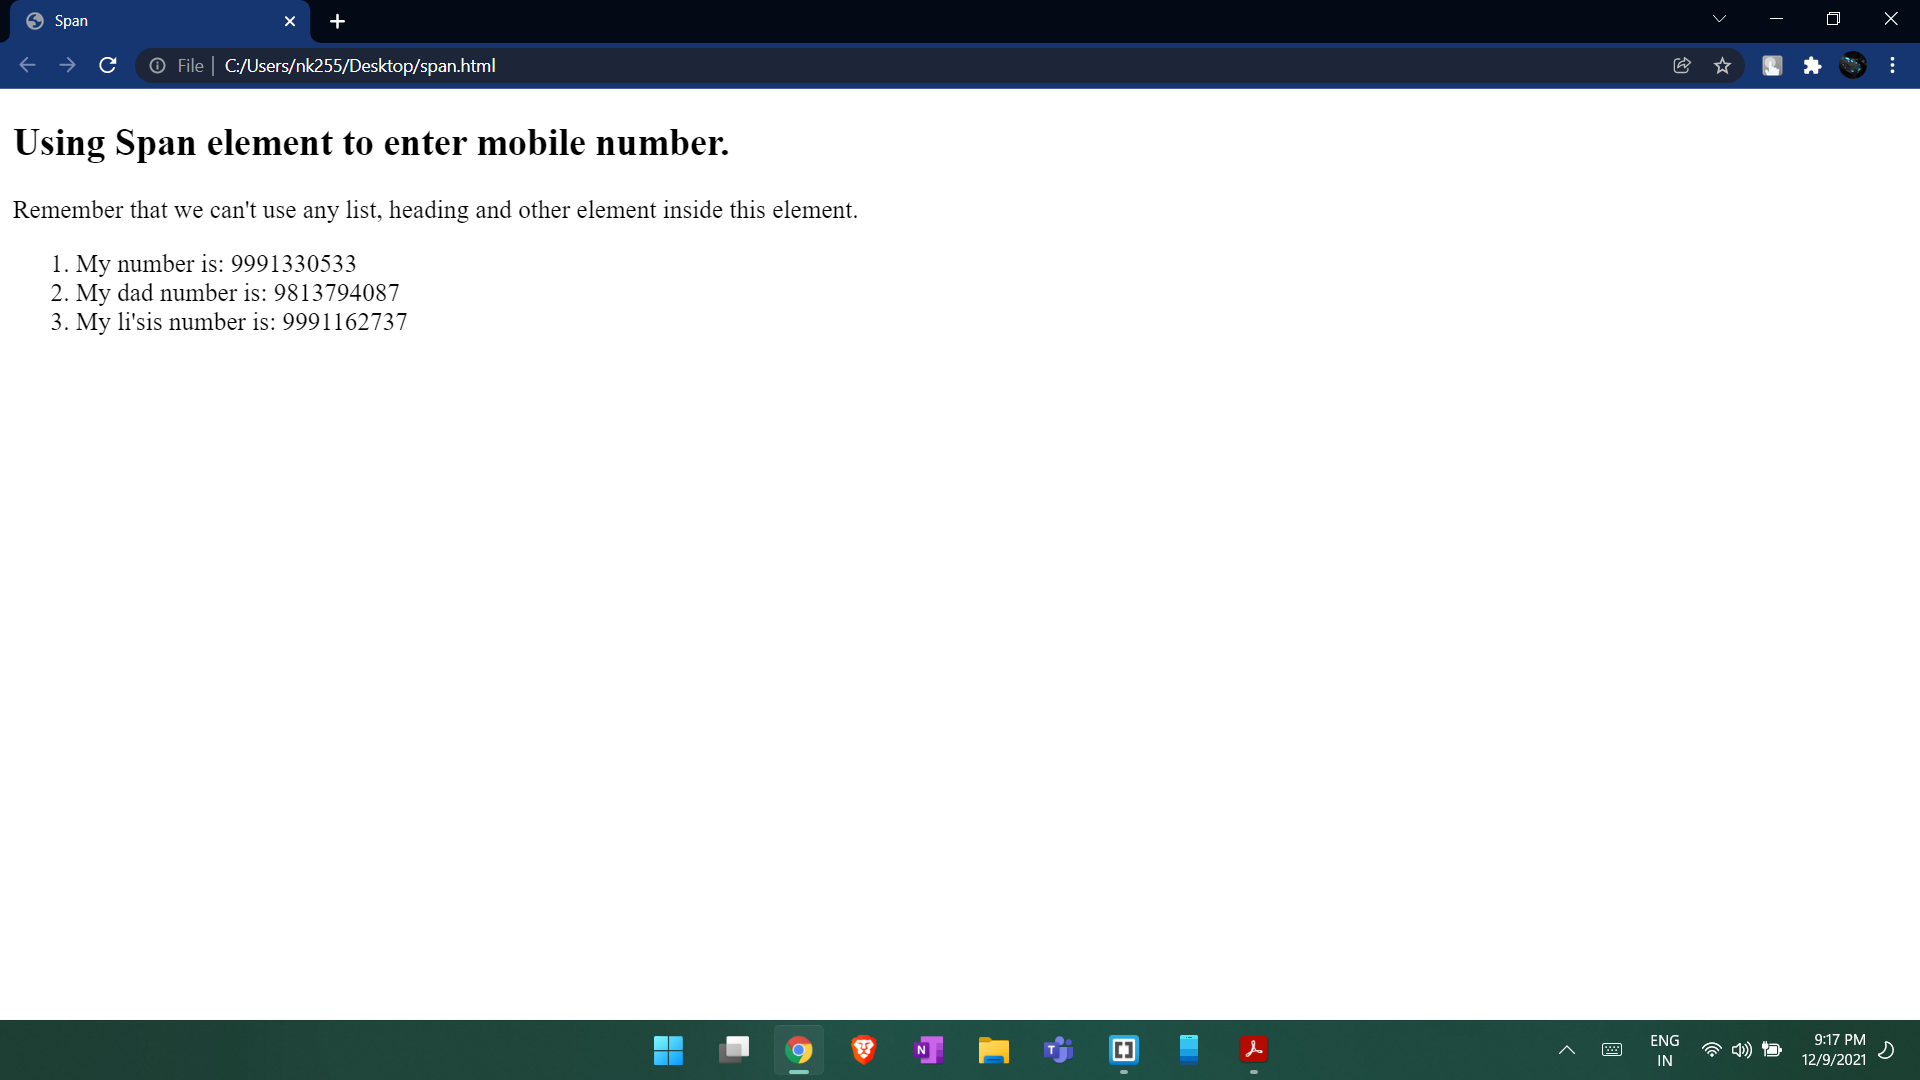 Span
File | C:/Users/nk255/Desktop/span.html
Using Span element to enter mobile number.
Remember that we can't use any list, heading and other element inside this element.
1. My number is: 9991330533
2. My dad number is: 9813794087
3. My li'sis number is: 9991162737
ENG
IN
9:17 PM
12/9/2021